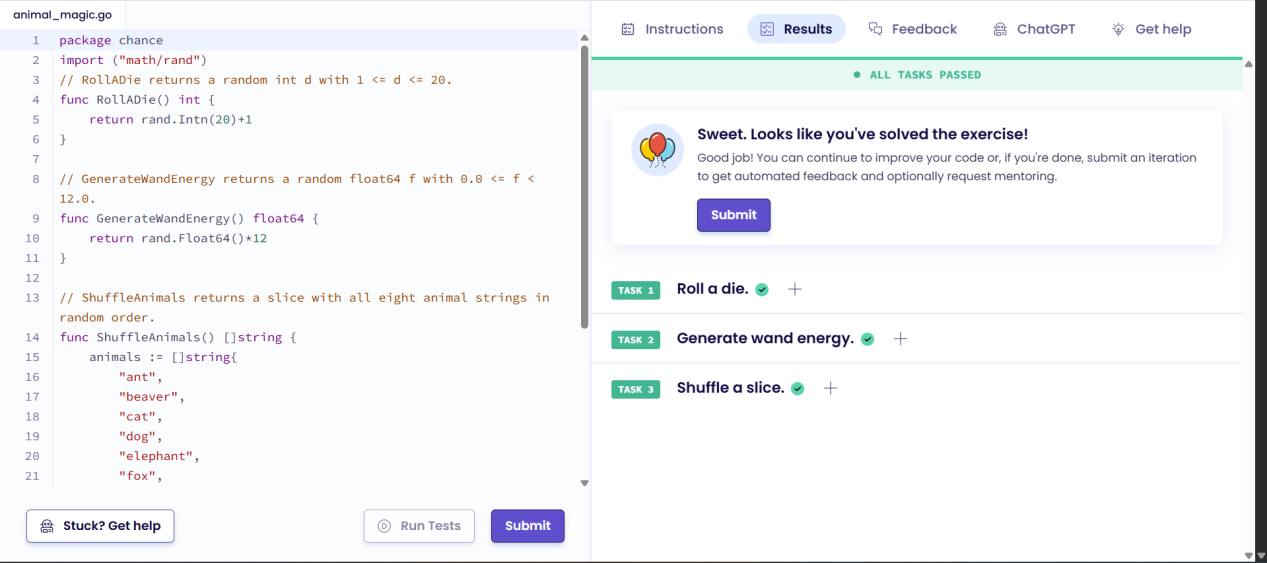 animal_magic.go
1 package chance
2 import ("math/rand")
3 // RollADie returns a random int d with 1 <= d <= 20.
4 func RollADie() int {
5     return rand.Intn(20)+1
6 }
7
8 // GenerateWandEnergy returns a random float64 f with 0.0 <= f <
12.0.
9 func GenerateWandEnergy() float64 {
10     return rand.Float64()*12
11 }
12
13 // ShuffleAnimals returns a slice with all eight animal strings in
random order.
14 func ShuffleAnimals() []string {
15     animals := []string{
16         "ant",
17         "beaver",
18         "cat",
19         "dog",
20         "elephant",
21         "fox",
Stuck? Get help
Run Tests
Submit
Instructions
Results
Feedback
ChatGPT
Get help
ALL TASKS PASSED
Sweet. Looks like you've solved the exercise!
Good job! You can continue to improve your code or, if you're done, submit an iteration
to get automated feedback and optionally request mentoring.
Submit
TASK 1 Roll a die.
TASK 2 Generate wand energy.
TASK 3 Shuffle a slice.